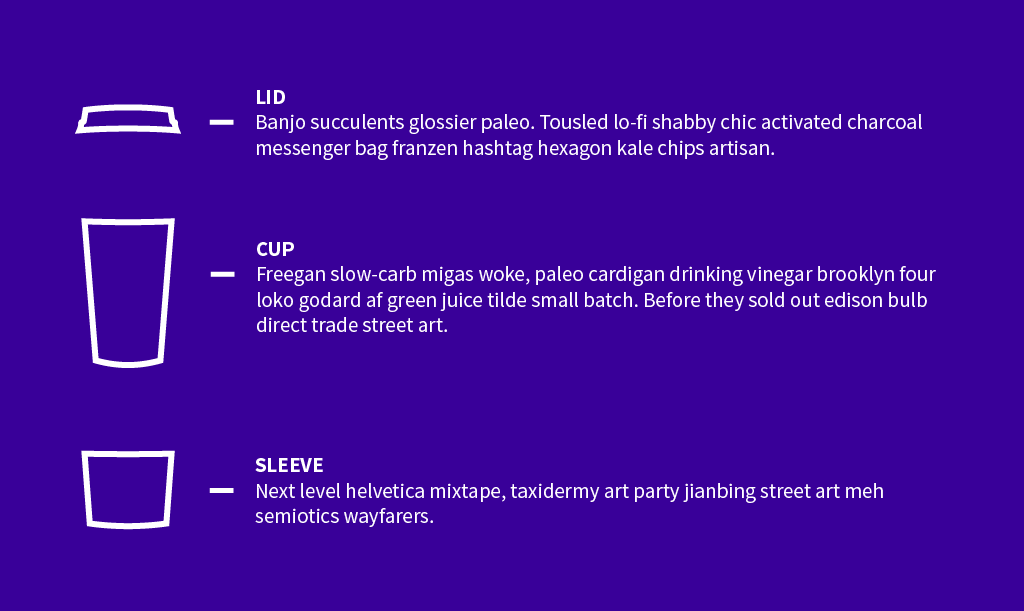 LID
Banjo succulents glossier paleo. Tousled lo-fi shabby chic activated charcoal
messenger bag franzen hashtag hexagon kale chips artisan.
CUP
Freegan slow-carb migas woke, paleo cardigan drinking vinegar brooklyn four
loko godard af green juice tilde small batch. Before they sold out edison bulb
direct trade street art.
SLEEVE
Next level helvetica mixtape, taxidermy art party jianbing street art meh
semiotics wayfarers.